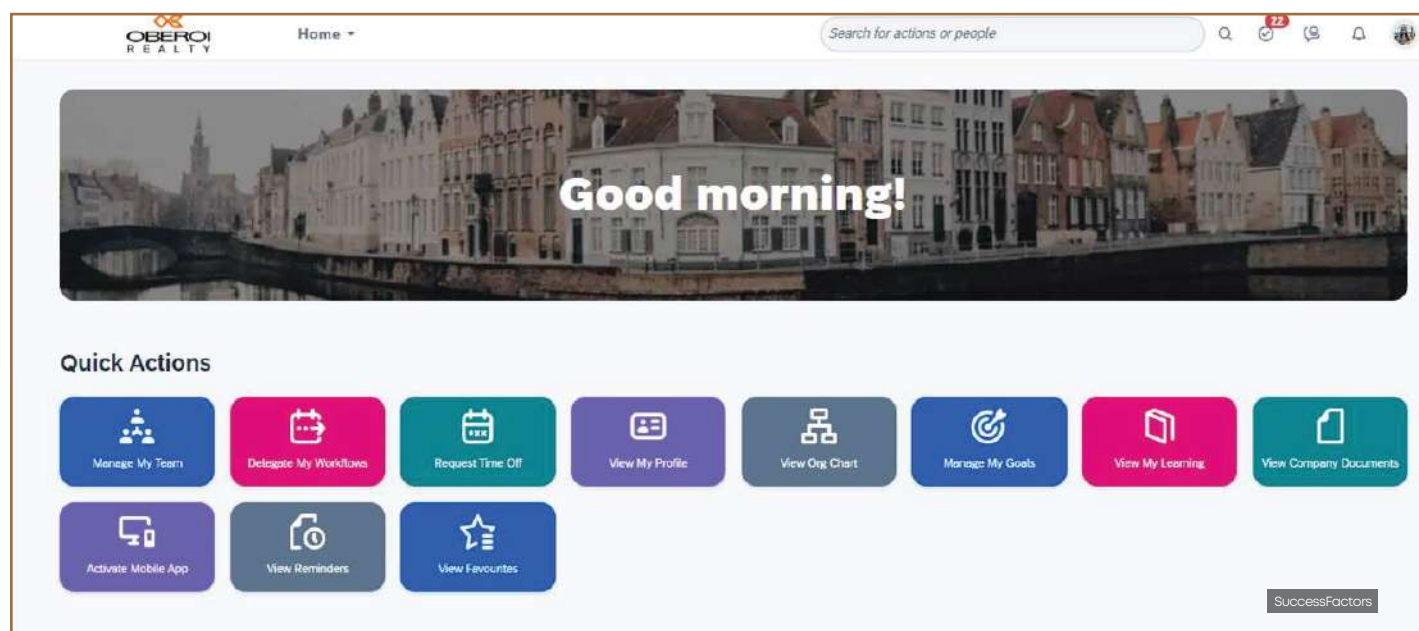 OBEROI
REALTY
Home
Search for actions or people
22
Good morning!
Quick Actions
Manage My Team
Delegate My Workflows
Request Time Off
View My Profile
View Org Chart
Manage My Goals
View My Learning
View Company Documents
Activate Mobile App
View Reminders
View Favourites
SuccessFactors